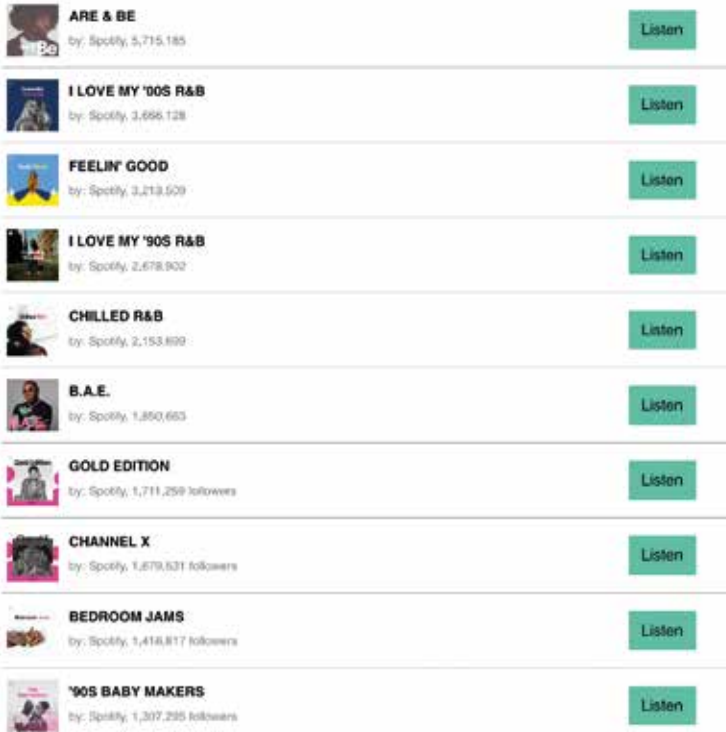 ARE & BE
by: Spotify, 5,715,185
Listen
I LOVE MY '00S R&B
by: Spotify, 3,666,128
Listen
FEELIN' GOOD
by: Spotify, 3,213,509
Listen
I LOVE MY '90S R&B
by: Spotify, 2,678,902
Listen
CHILLED R&B
by: Spotify, 2,153,699
Listen
B.A.E.
by: Spotify, 1,850,663
Listen
GOLD EDITION
by: Spotify, 1,711,259 followers
Listen
CHANNEL X
by: Spotify, 1,679,531 followers
Listen
BEDROOM JAMS
by: Spotify, 1,416,817 followers
Listen
'90S BABY MAKERS
by: Spotify, 1,307,295 followers
Listen